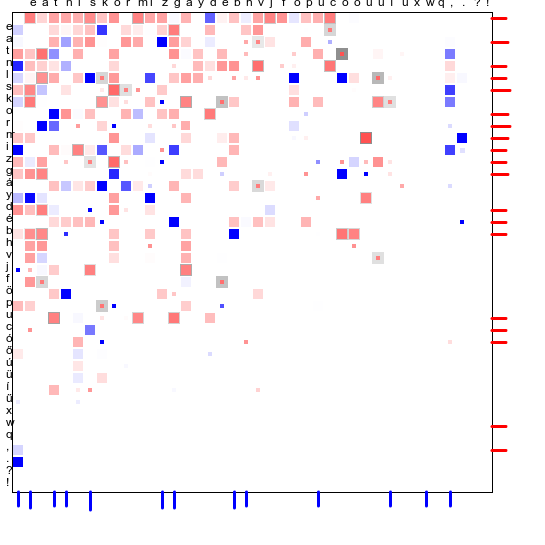 e a t n l s k o r m i z g a y d e b h v j f o p u c o o u u i u x w q , . ? !
e
a
t
n
l
s
k
o
r
m
i
z
g
á
y
d
é
b
h
v
j
f
ö
p
u
c
ó
ő
ú
ü
í
ű
x
w
q
,
.
?
!